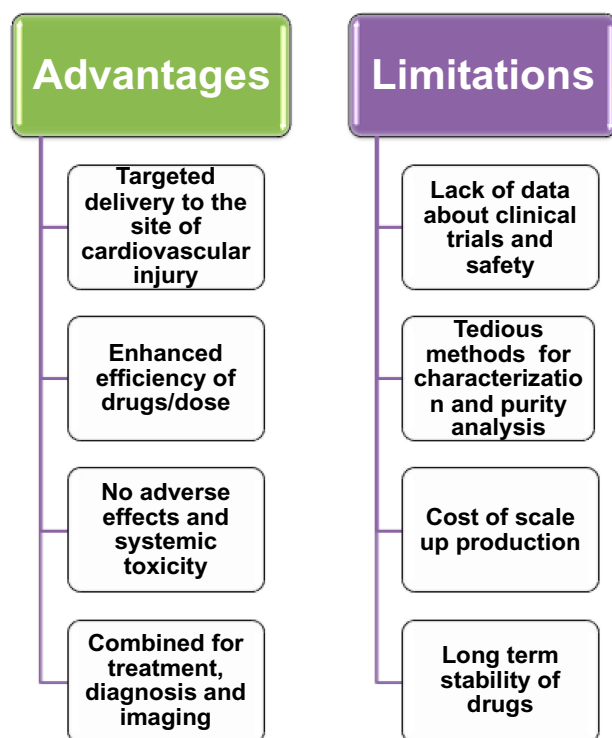 Advantages
Targeted
delivery to the
site of
cardiovascular
injury
Enhanced
efficiency of
drugs/dose
No adverse
effects and
systemic
toxicity
Combined for
treatment,
diagnosis and
imaging
Limitations
Lack of data
about clinical
trials and
safety
Tedious
methods for
characterizatio
n and purity
analysis
Cost of scale
up production
Long term
stability of
drugs